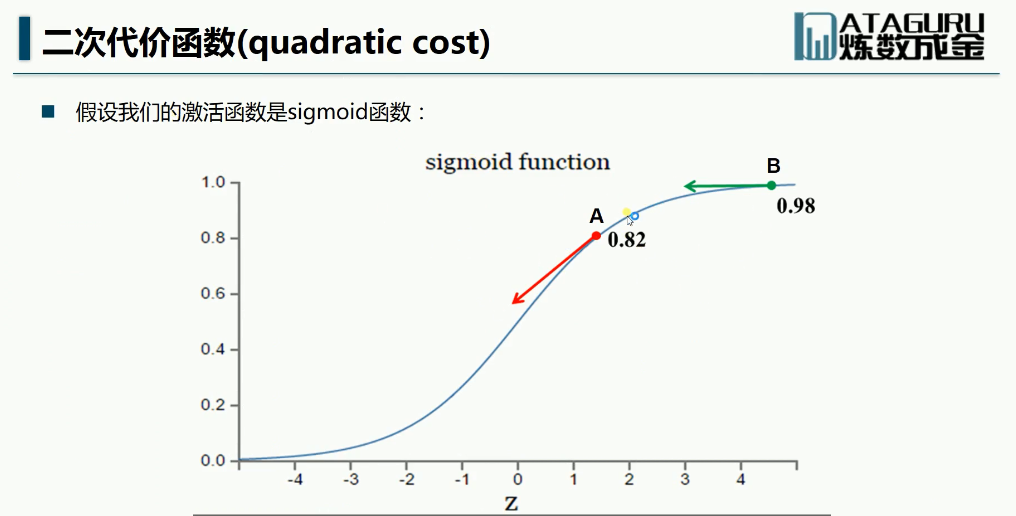 二次代价函数(quadratic cost)
DATAGURU
炼数成金
■ 假设我们的激活函数是sigmoid函数：
sigmoid function
1.0
B
0.98
A
0.82
0.8
0.6
0.4
0.2
0.0
-4 -3 -2 -1 0 1 2 3 4
Z